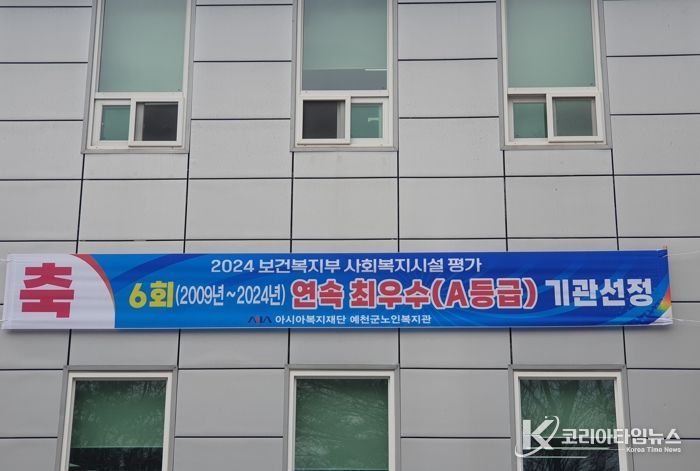 축
2024 보건복지부 사회복지시설 평가
6회(2009년~2024년) 연속 최우수(A등급) 기관선정
AIA 아시아복지재단 예천군노인복지관
K 코리아타임뉴스
Korea Time News